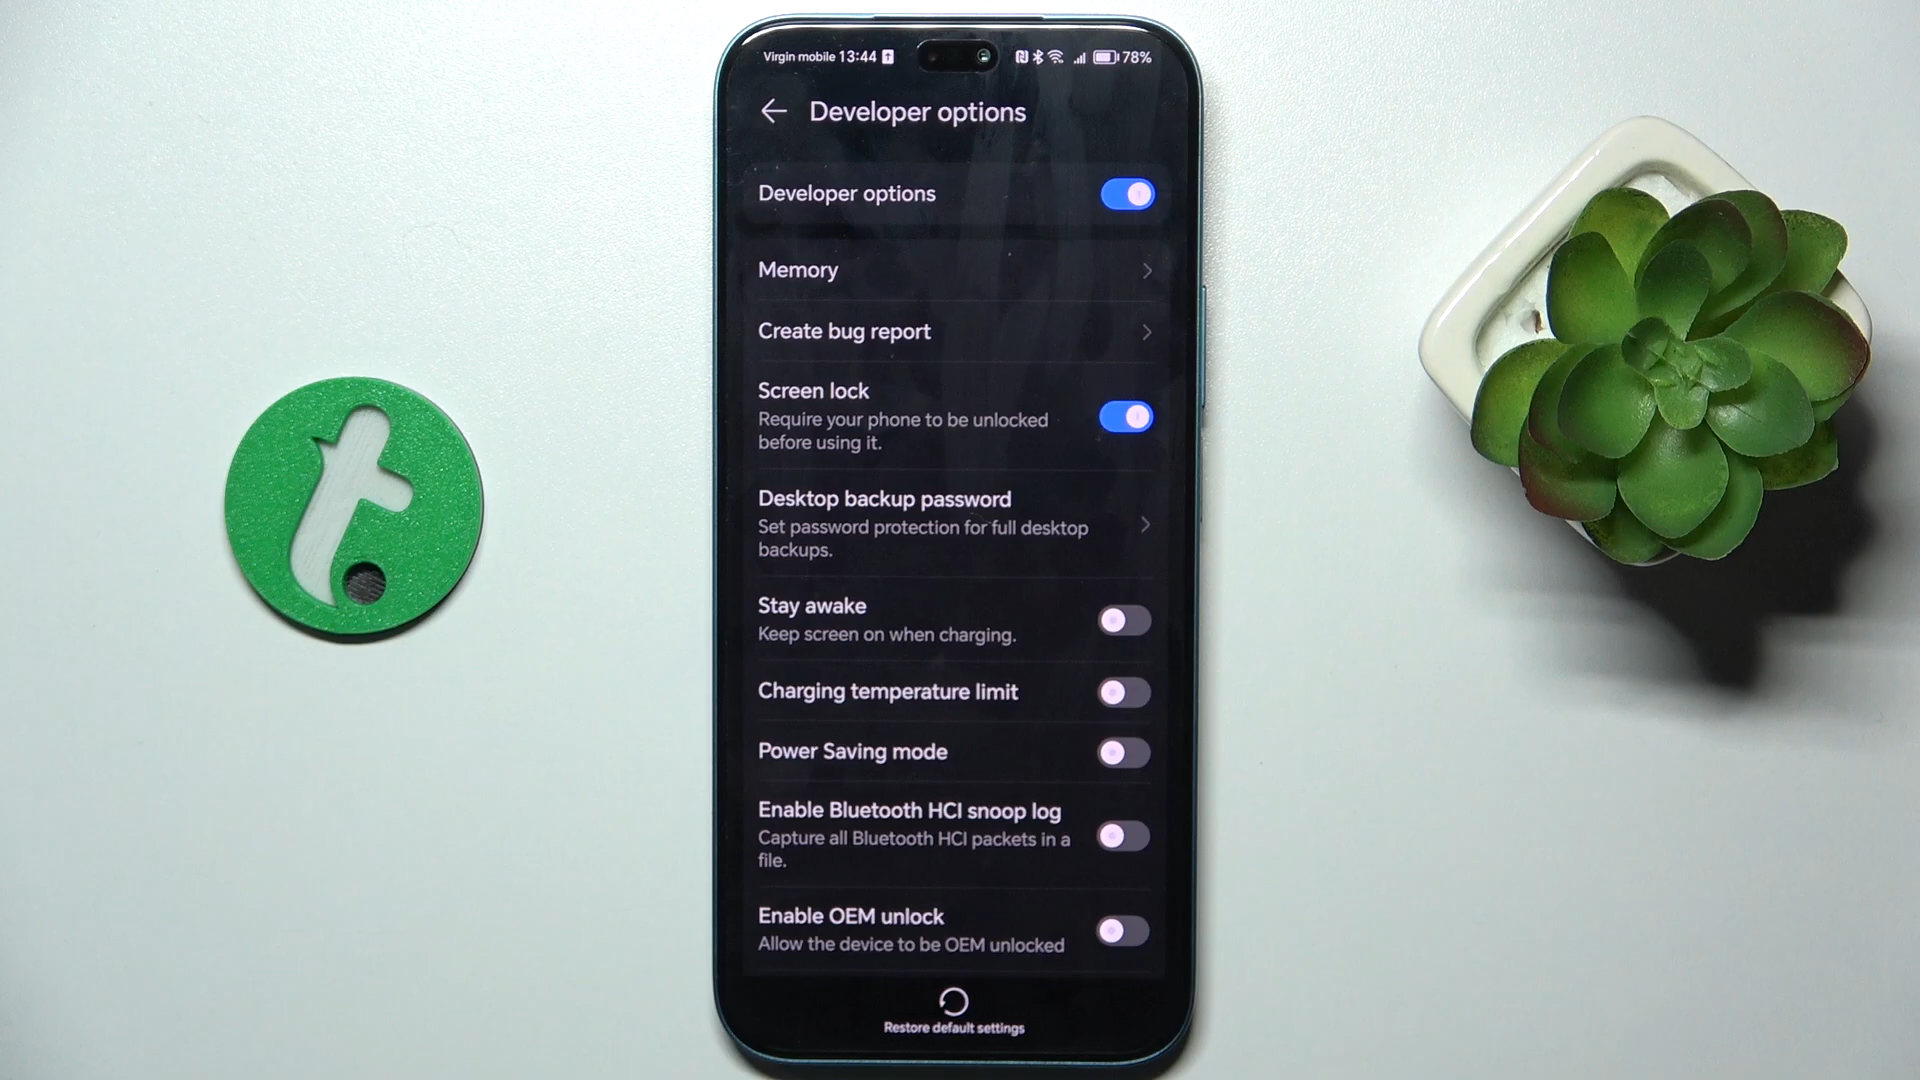 Virgin mobile 13:44 78%
Developer options
Developer options
Memory
Create bug report
Screen lock
Require your phone to be unlocked
before using it.
Desktop backup password
Set password protection for full desktop
backups.
Stay awake
Keep screen on when charging.
Charging temperature limit
Power Saving mode
Enable Bluetooth HCI snoop log
Capture all Bluetooth HCI packets in a
file.
Enable OEM unlock
Allow the device to be OEM unlocked
Restore default settings